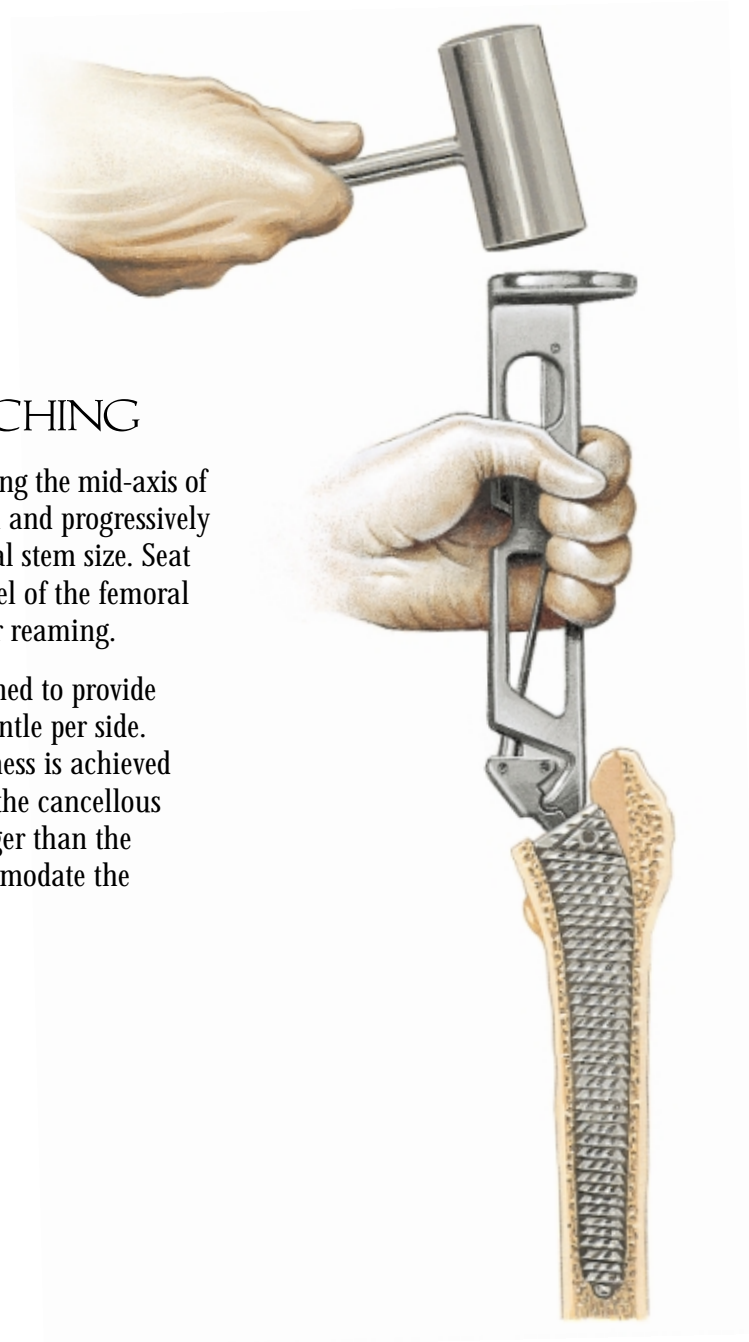 CHING
ng the mid-axis of
and progressively
al stem size. Seat
el of the femoral
r reaming.
ned to provide
ntle per side.
ness is achieved
the cancellous
ger than the
modate the